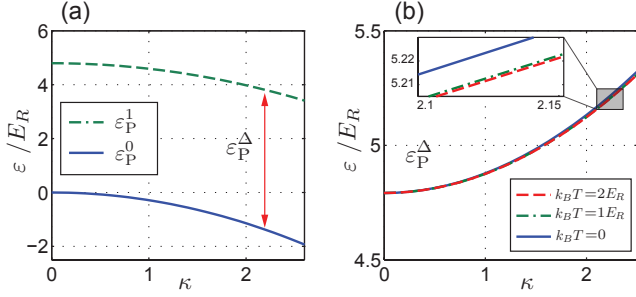 (a)
6
4
2
0
−2
ε /E_R
ε_P^1
ε_P^0
ε_P^Δ
0
1
2
κ
(b)
5.5
5
4.5
ε /E_R
5.22
5.21
2.1
2.15
ε_P^Δ
k_BT=2E_R
k_BT=1E_R
k_BT=0
0
1
2
κ